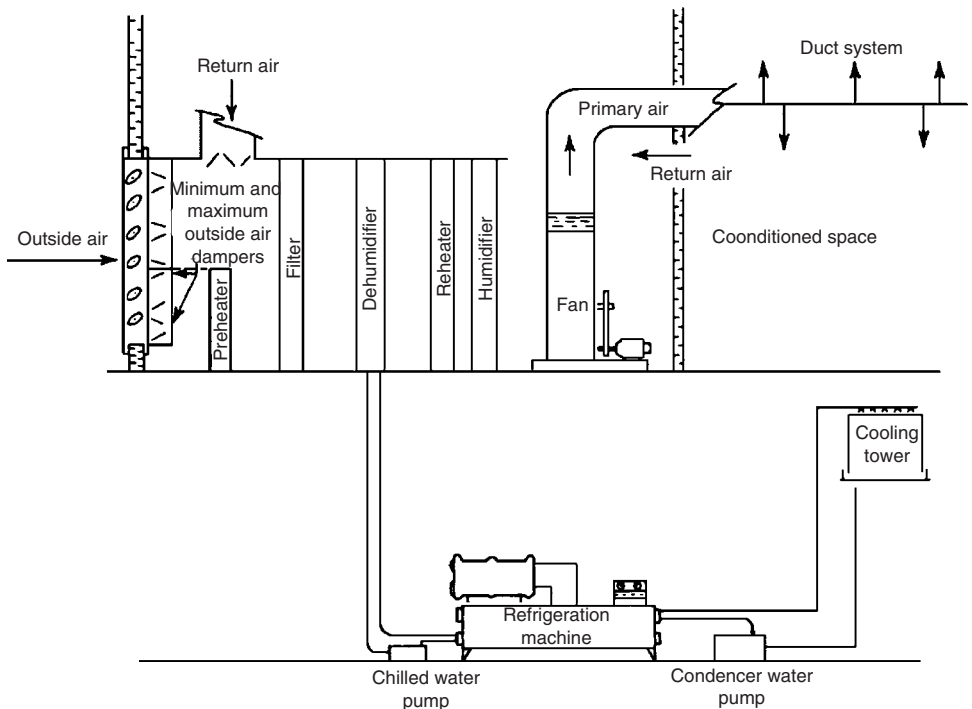 Duct system
Return air
Primary air
Return air
Minimum and
maximum
outside air
dampers
Outside air
Coonditioned space
Preheater
Filter
Dehumidifier
Reheater
Humidifier
Fan
Cooling
tower
Refrigeration
machine
Chilled water
pump
Condencer water
pump